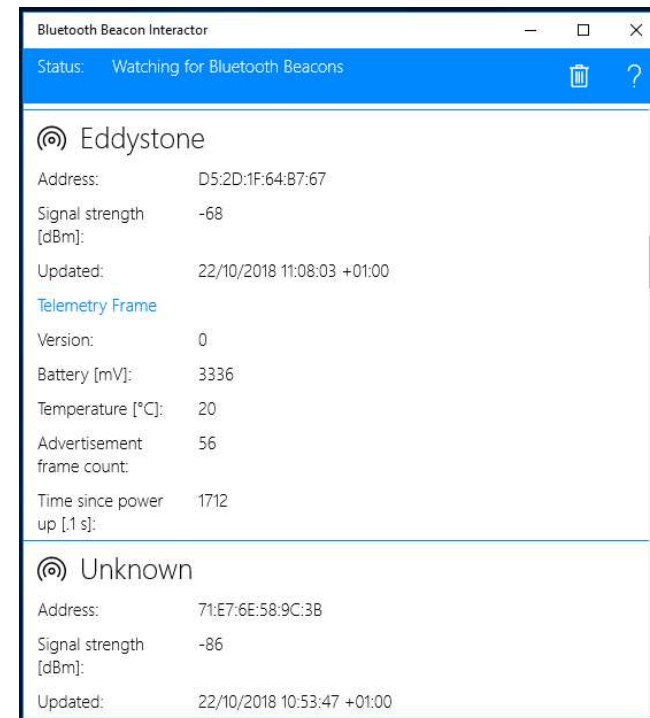 Bluetooth Beacon Interactor
Status: Watching for Bluetooth Beacons
Eddystone
Address: D5:2D:1F:64:B7:67
Signal strength -68
[dBm]:
Updated: 22/10/2018 11:08:03 +01:00
Telemetry Frame
Version: 0
Battery [mV]: 3336
Temperature [°C]: 20
Advertisement 56
frame count:
Time since power 1712
up [.1 s]:
Unknown
Address: 71:E7:6E:58:9C:3B
Signal strength -86
[dBm]:
Updated: 22/10/2018 10:53:47 +01:00